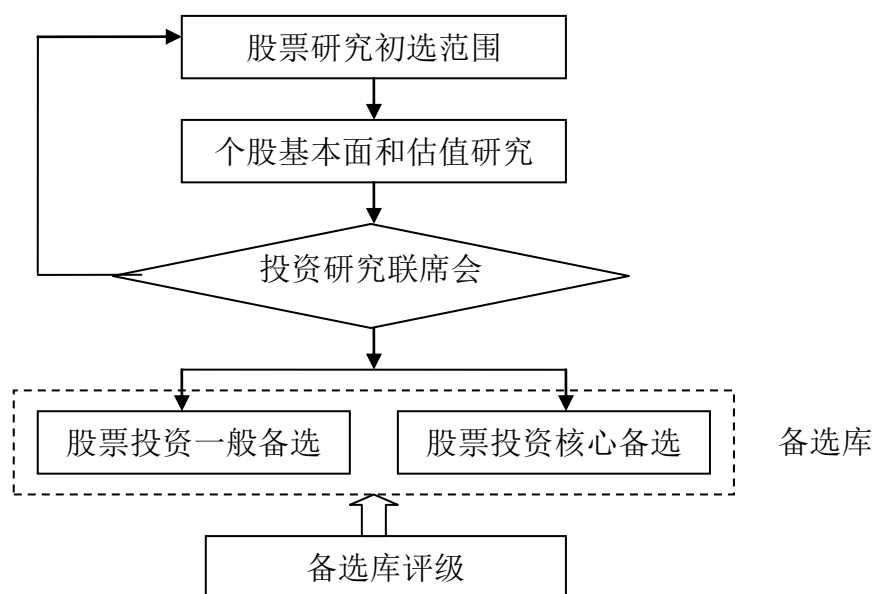 股票研究初选范围
个股基本面和估值研究
投资研究联席会
股票投资一般备选
股票投资核心备选
备选库
备选库评级